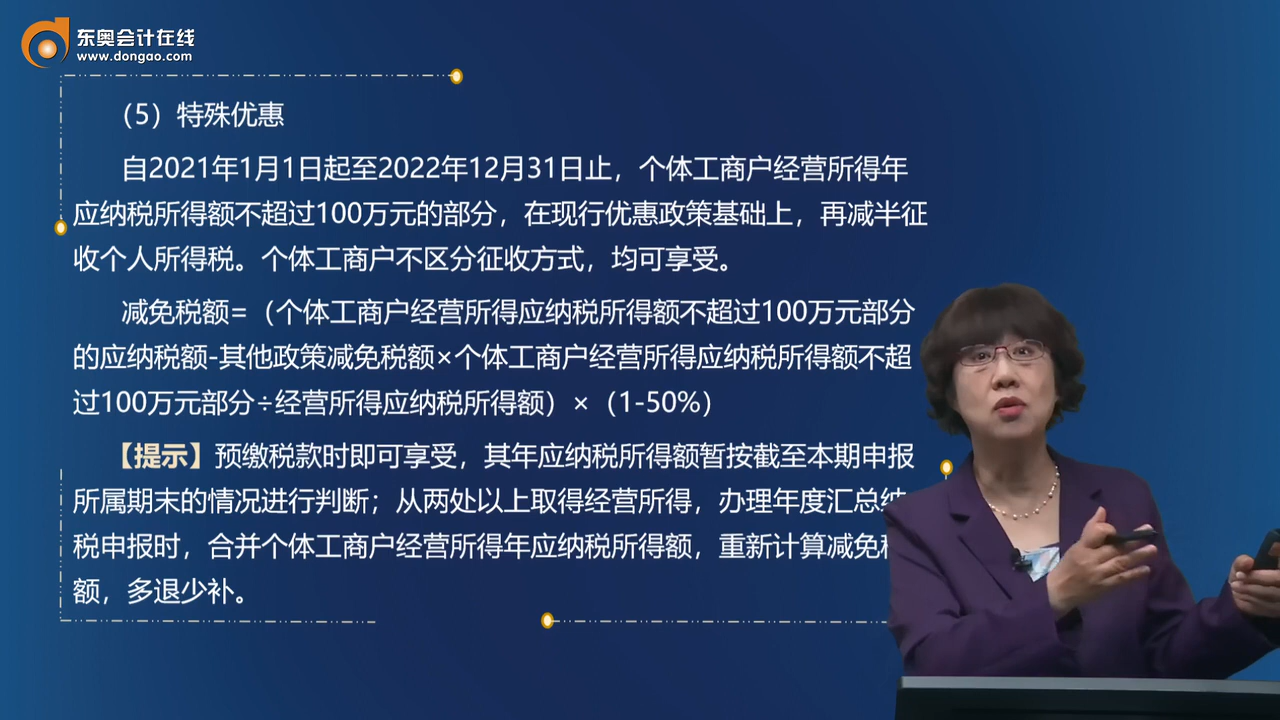 东奥会计在线
www.dongao.com
（5）特殊优惠
自2021年1月1日起至2022年12月31日止，个体工商户经营所得年
应纳税所得额不超过100万元的部分，在现行优惠政策基础上，再减半征
收个人所得税。个体工商户不区分征收方式，均可享受。
减免税额=（个体工商户经营所得应纳税所得额不超过100万元部分
的应纳税额-其他政策减免税额×个体工商户经营所得应纳税所得额不超
过100万元部分÷经营所得应纳税所得额）×（1-50%）
【提示】预缴税款时即可享受，其年应纳税所得额暂按截至本期申报
所属期末的情况进行判断；从两处以上取得经营所得，办理年度汇总纳
税申报时，合并个体工商户经营所得年应纳税所得额，重新计算减免税
额，多退少补。